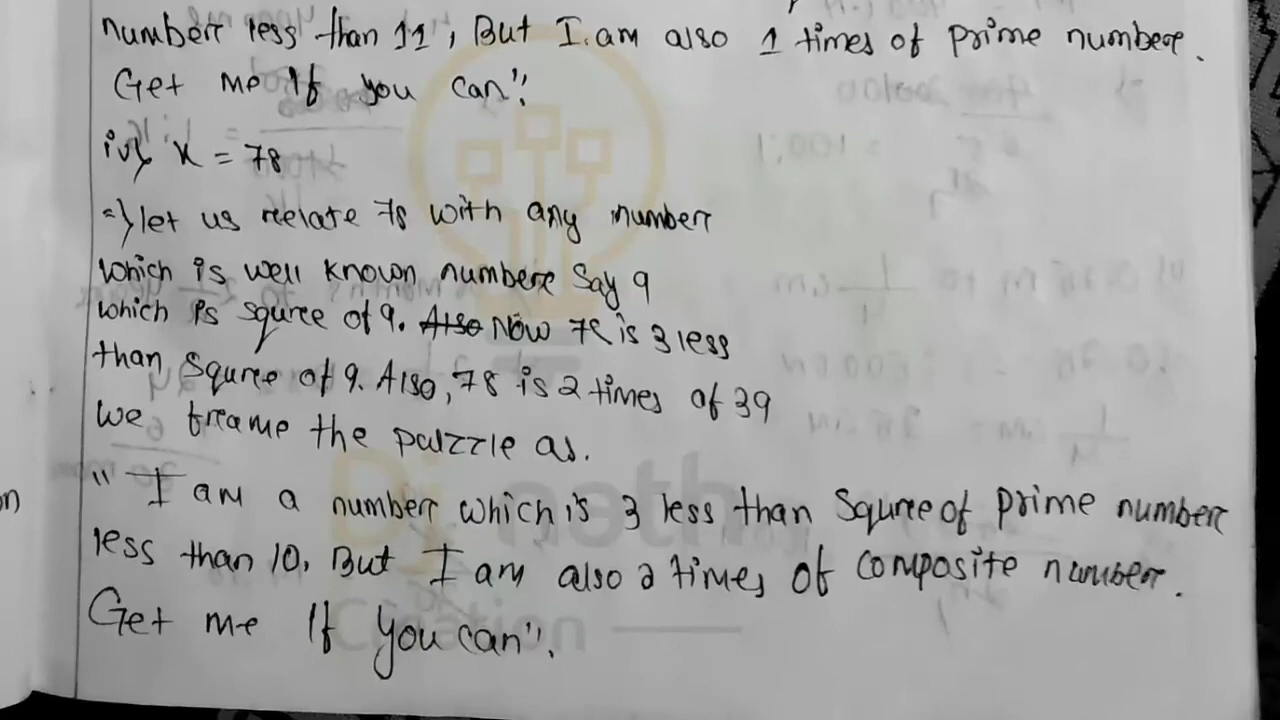 number less than 11, But I am also 1 times of prime number.
Get me If you can".
iv} x = 78
=} let us relate 78 with any number
which is well known number Say 9
which is squree of 9. Also Now 78 is 3 less
than Squree of 9. Also, 78 is 2 times of 39
we frame the palzzle as.
" I am a number which is 3 less than Squree of prime number
less than 10, But I am also 2 times of composite number.
Get me If you can".